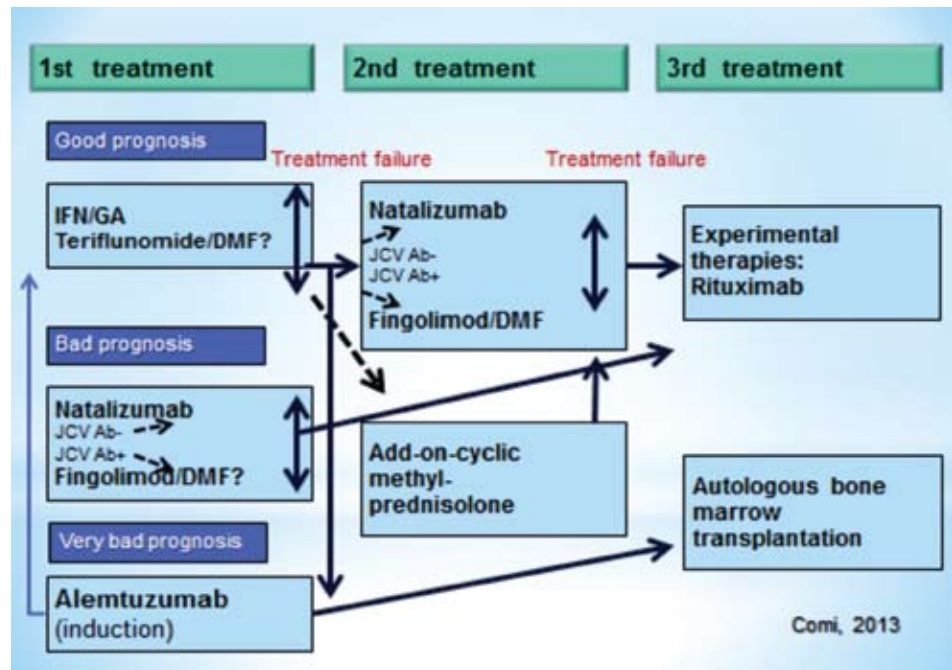 1st treatment
2nd treatment
3rd treatment
Good prognosis
Treatment failure
Treatment failure
IFN/GA
Teriflunomide/DMF?
Natalizumab
JCV Ab-
JCV Ab+
Fingolimod/DMF
Experimental
therapies:
Rituximab
Bad prognosis
Natalizumab
JCV Ab-
JCV Ab+
Fingolimod/DMF?
Add-on-cyclic
methyl-
prednisolone
Autologous bone
marrow
transplantation
Very bad prognosis
Alemtuzumab
(induction)
Comi, 2013